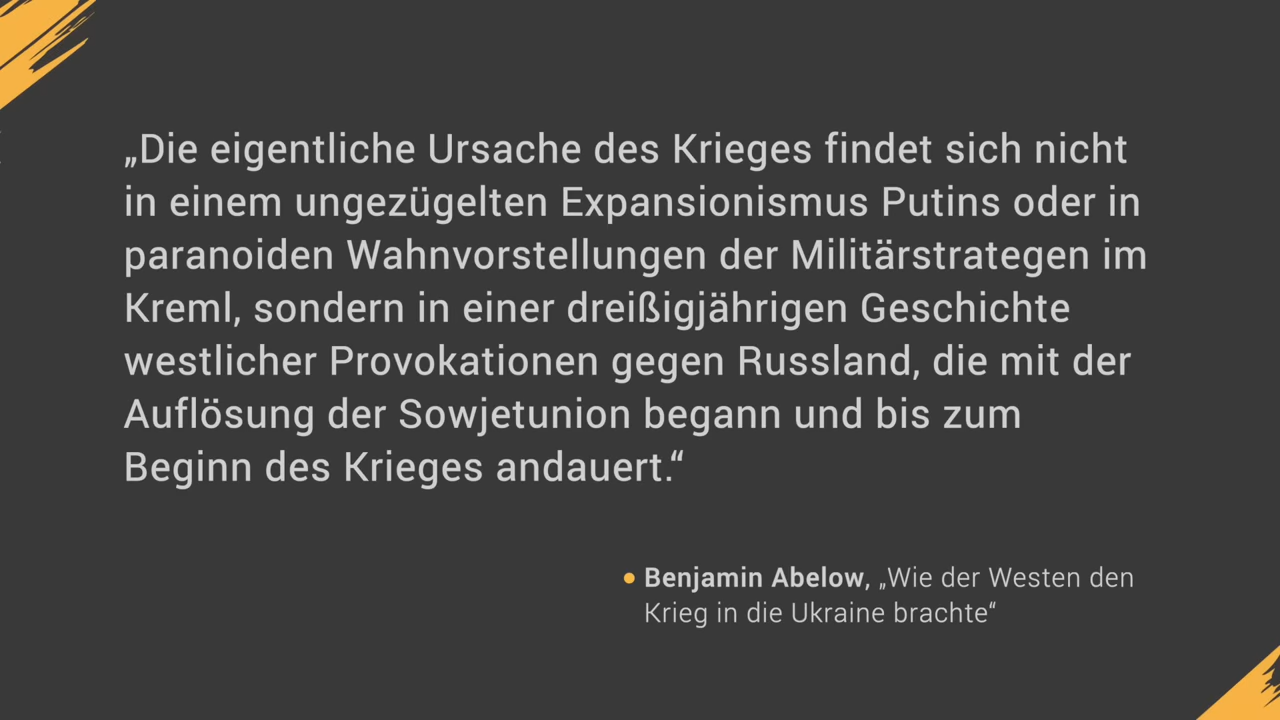 „Die eigentliche Ursache des Krieges findet sich nicht
in einem ungezügelten Expansionismus Putins oder in
paranoiden Wahnvorstellungen der Militärstrategen im
Kreml, sondern in einer dreißigjährigen Geschichte
westlicher Provokationen gegen Russland, die mit der
Auflösung der Sowjetunion begann und bis zum
Beginn des Krieges andauert.“
Benjamin Abelow, „Wie der Westen den
Krieg in die Ukraine brachte“